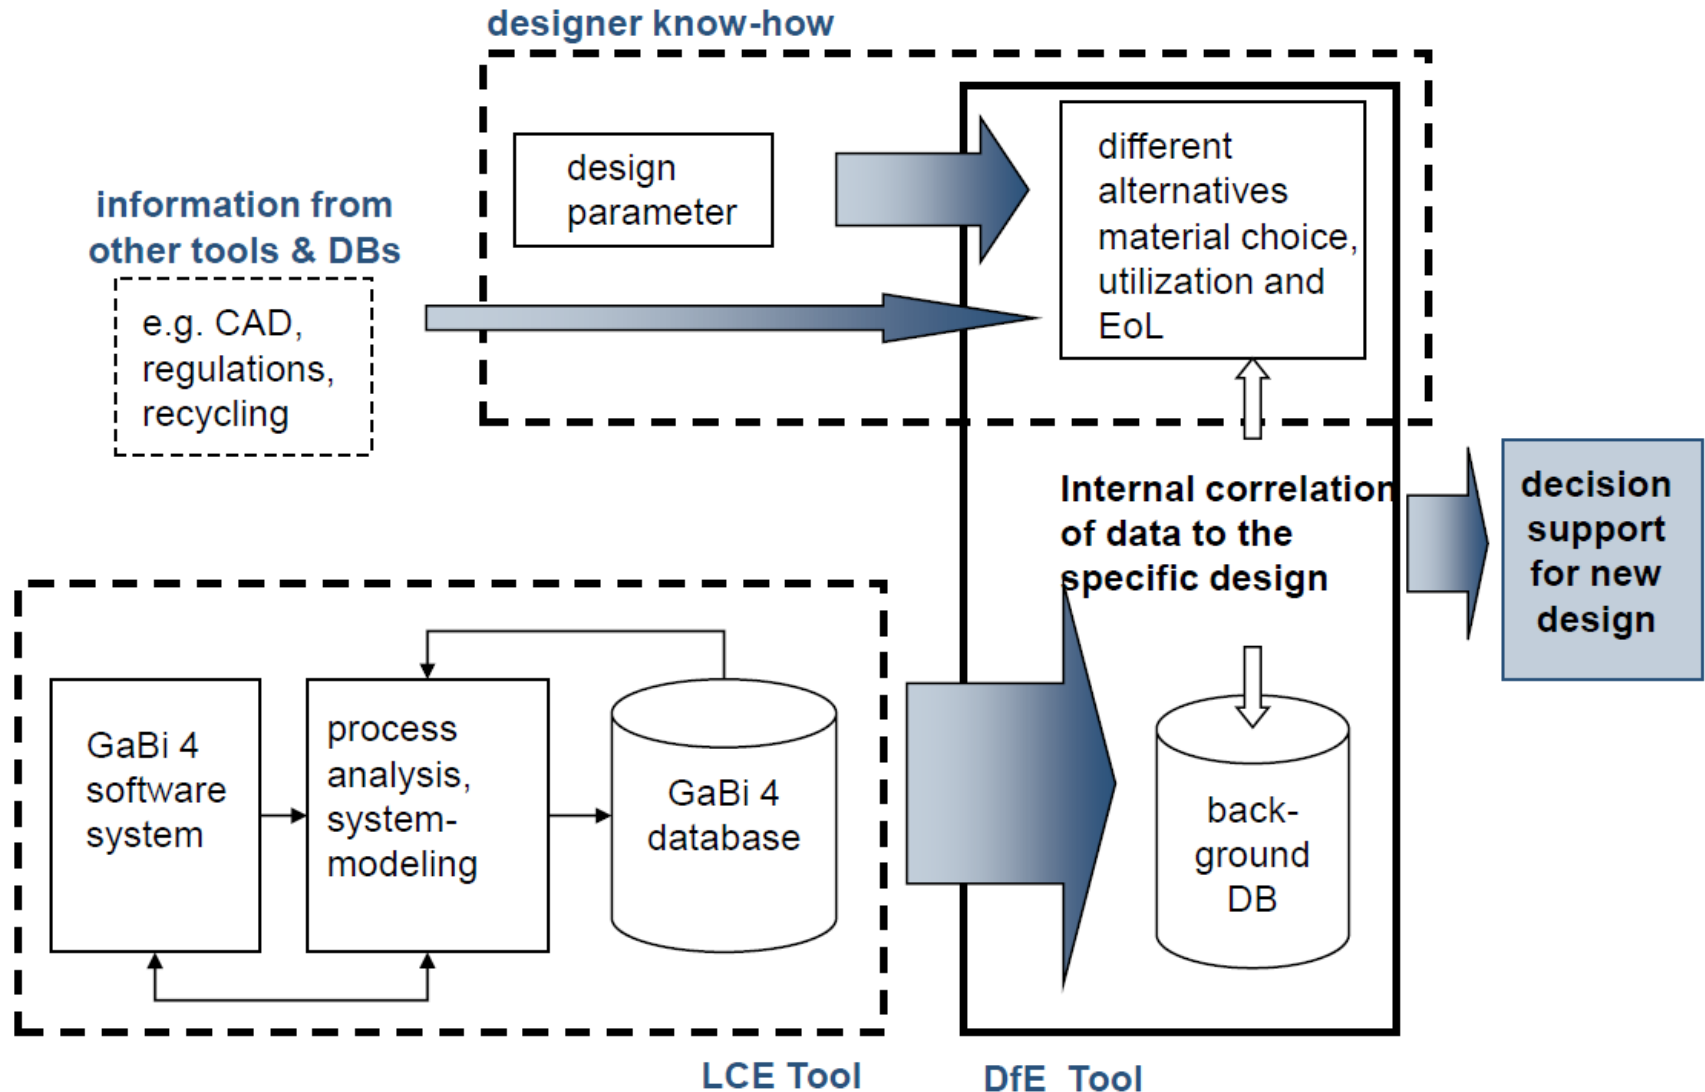 designer know-how
design
parameter
different
alternatives
material choice,
utilization and
EoL
information from
other tools & DBs
e.g. CAD,
regulations,
recycling
Internal correlation
of data to the
specific design
decision
support
for new
design
GaBi 4
software
system
process
analysis,
system-
modeling
GaBi 4
database
back-
ground
DB
LCE Tool
DfE Tool